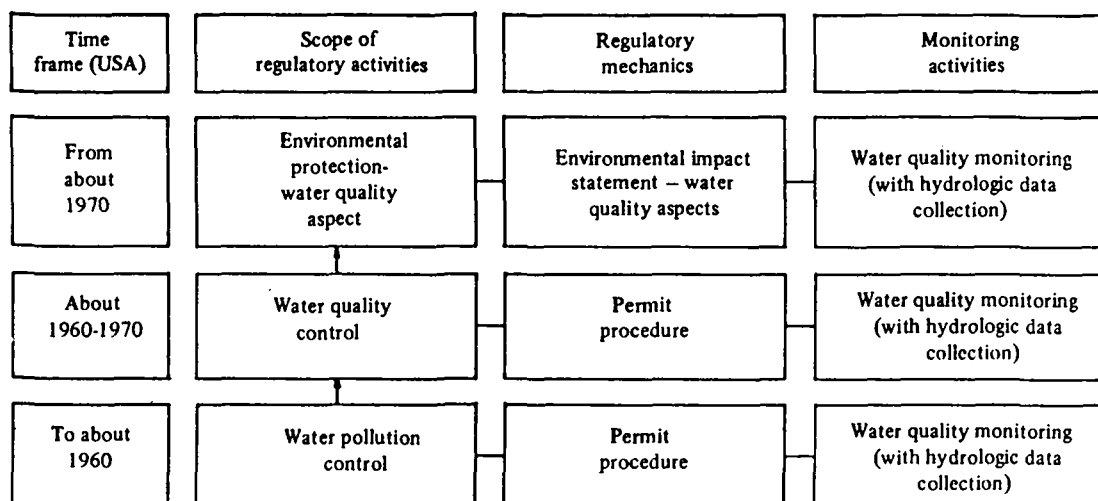 Time
frame (USA)
Scope of
regulatory activities
Regulatory
mechanics
Monitoring
activities
From
about
1970
Environmental
protection-
water quality
aspect
Environmental impact
statement – water
quality aspects
Water quality monitoring
(with hydrologic data
collection)
About
1960-1970
Water quality
control
Permit
procedure
Water quality monitoring
(with hydrologic data
collection)
To about
1960
Water pollution
control
Permit
procedure
Water quality monitoring
(with hydrologic data
collection)